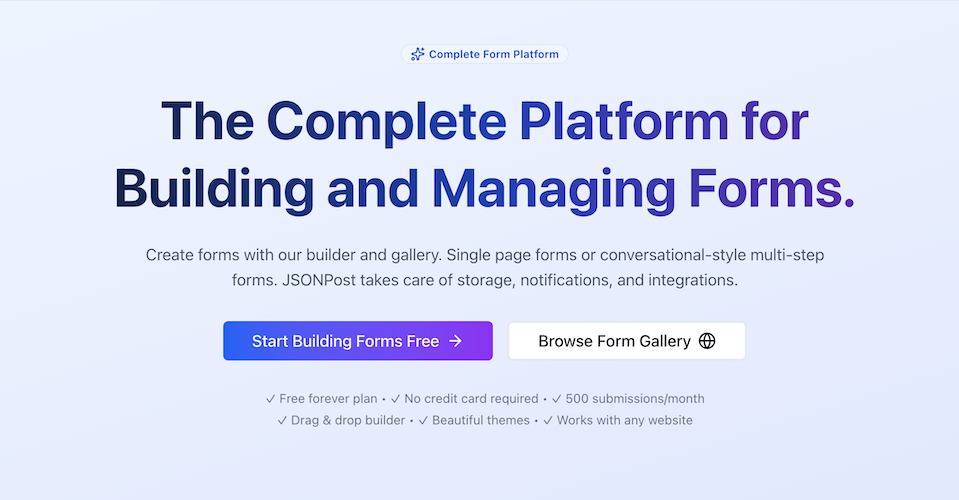 Complete Form Platform
The Complete Platform for
Building and Managing Forms.
Create forms with our builder and gallery. Single page forms or conversational-style multi-step
forms. JSONPost takes care of storage, notifications, and integrations.
Start Building Forms Free →
Browse Form Gallery
✓ Free forever plan • ✓ No credit card required • ✓ 500 submissions/month
✓ Drag & drop builder • ✓ Beautiful themes • ✓ Works with any website